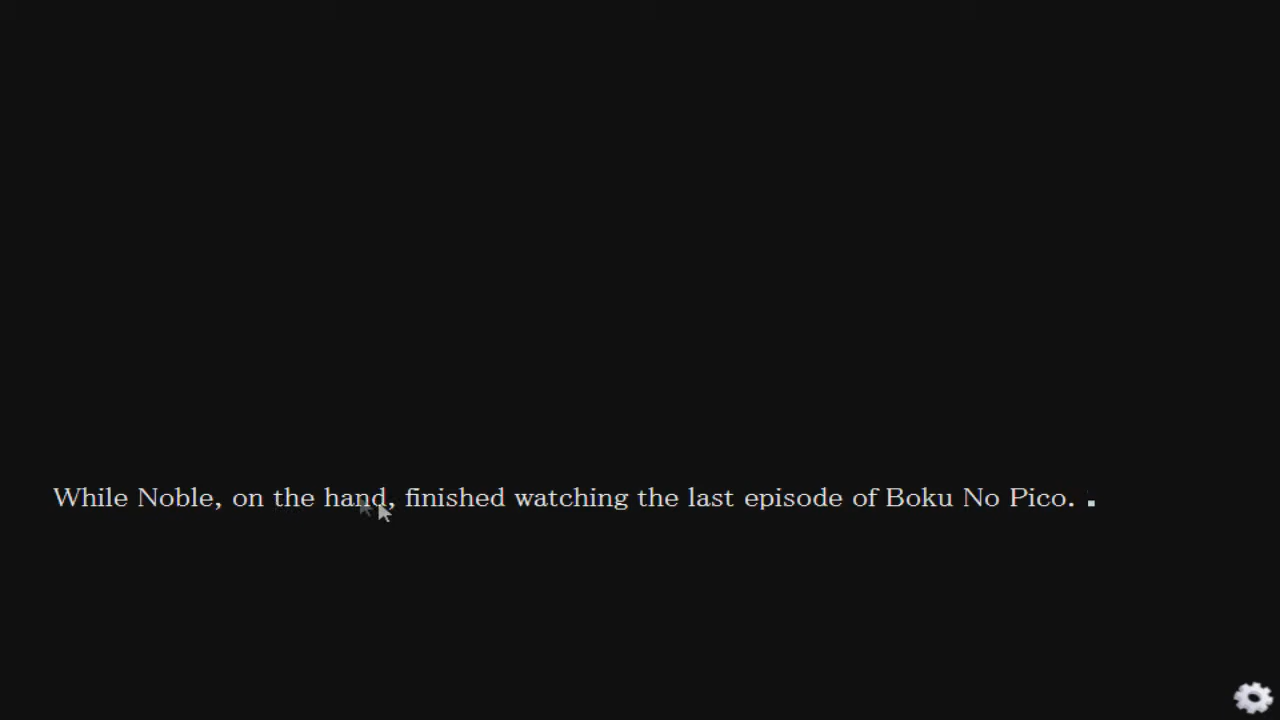 While Noble, on the hand, finished watching the last episode of Boku No Pico.